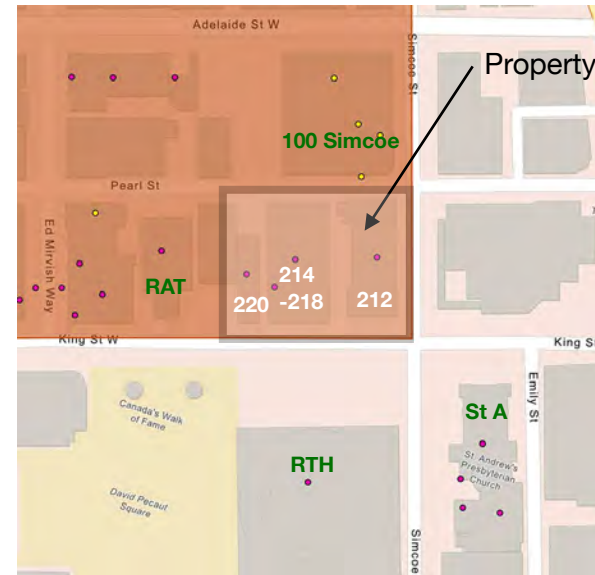 Adelaide St W
Simcoe St
Property
100 Simcoe
Pearl St
Ed Mirvish Way
RAT
214
-218
220
212
King St W
King S
Canada's Walk
of Fame
Emily St
St A
St. Andrew's
Presbyterian
Church
RTH
David Pecaut
Square
Simcoe